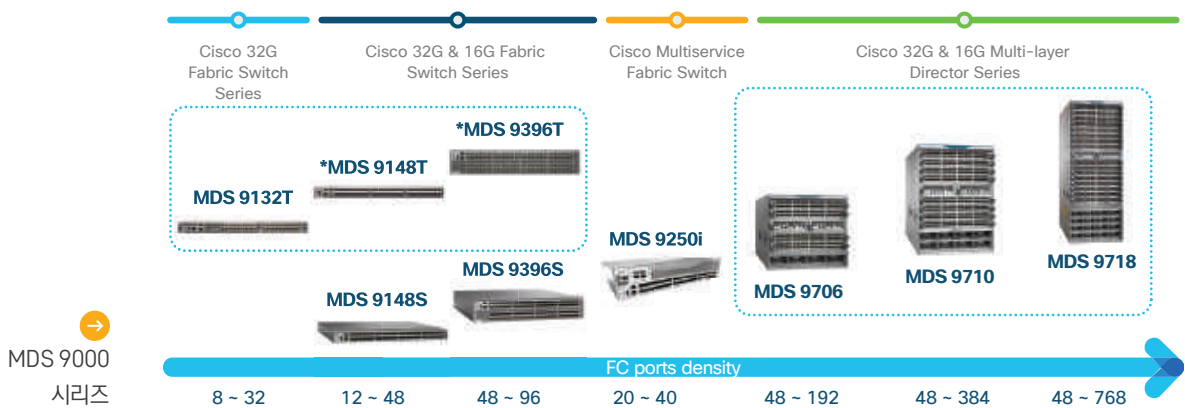 Cisco 32G
Fabric Switch
Series
Cisco 32G & 16G Fabric
Switch Series
Cisco Multiservice
Fabric Switch
Cisco 32G & 16G Multi-layer
Director Series
*MDS 9396T
*MDS 9148T
MDS 9132T
MDS 9250i
MDS 9396S
MDS 9148S
MDS 9706
MDS 9710
MDS 9718
MDS 9000
시리즈
FC ports density
8 ~ 32
12 ~ 48
48 ~ 96
20 ~ 40
48 ~ 192
48 ~ 384
48 ~ 768